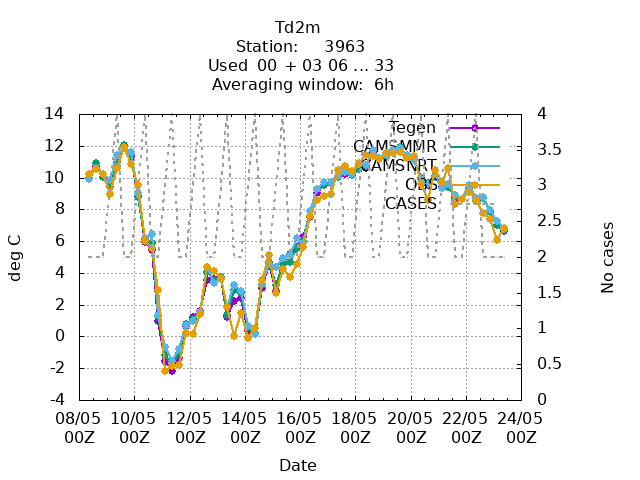 Td2m
Station: 3963
Used 00 + 03 06 ... 33
Averaging window: 6h
14
12
10
8
6
4
2
0
-2
-4
deg C
4
3.5
3
2.5
2
1.5
1
0.5
0
No cases
Tegen
CAMSMMR
CAMSNRT
OBS
CASES
08/05 10/05 12/05 14/05 16/05 18/05 20/05 22/05 24/05
00Z 00Z 00Z 00Z 00Z 00Z 00Z 00Z 00Z
Date